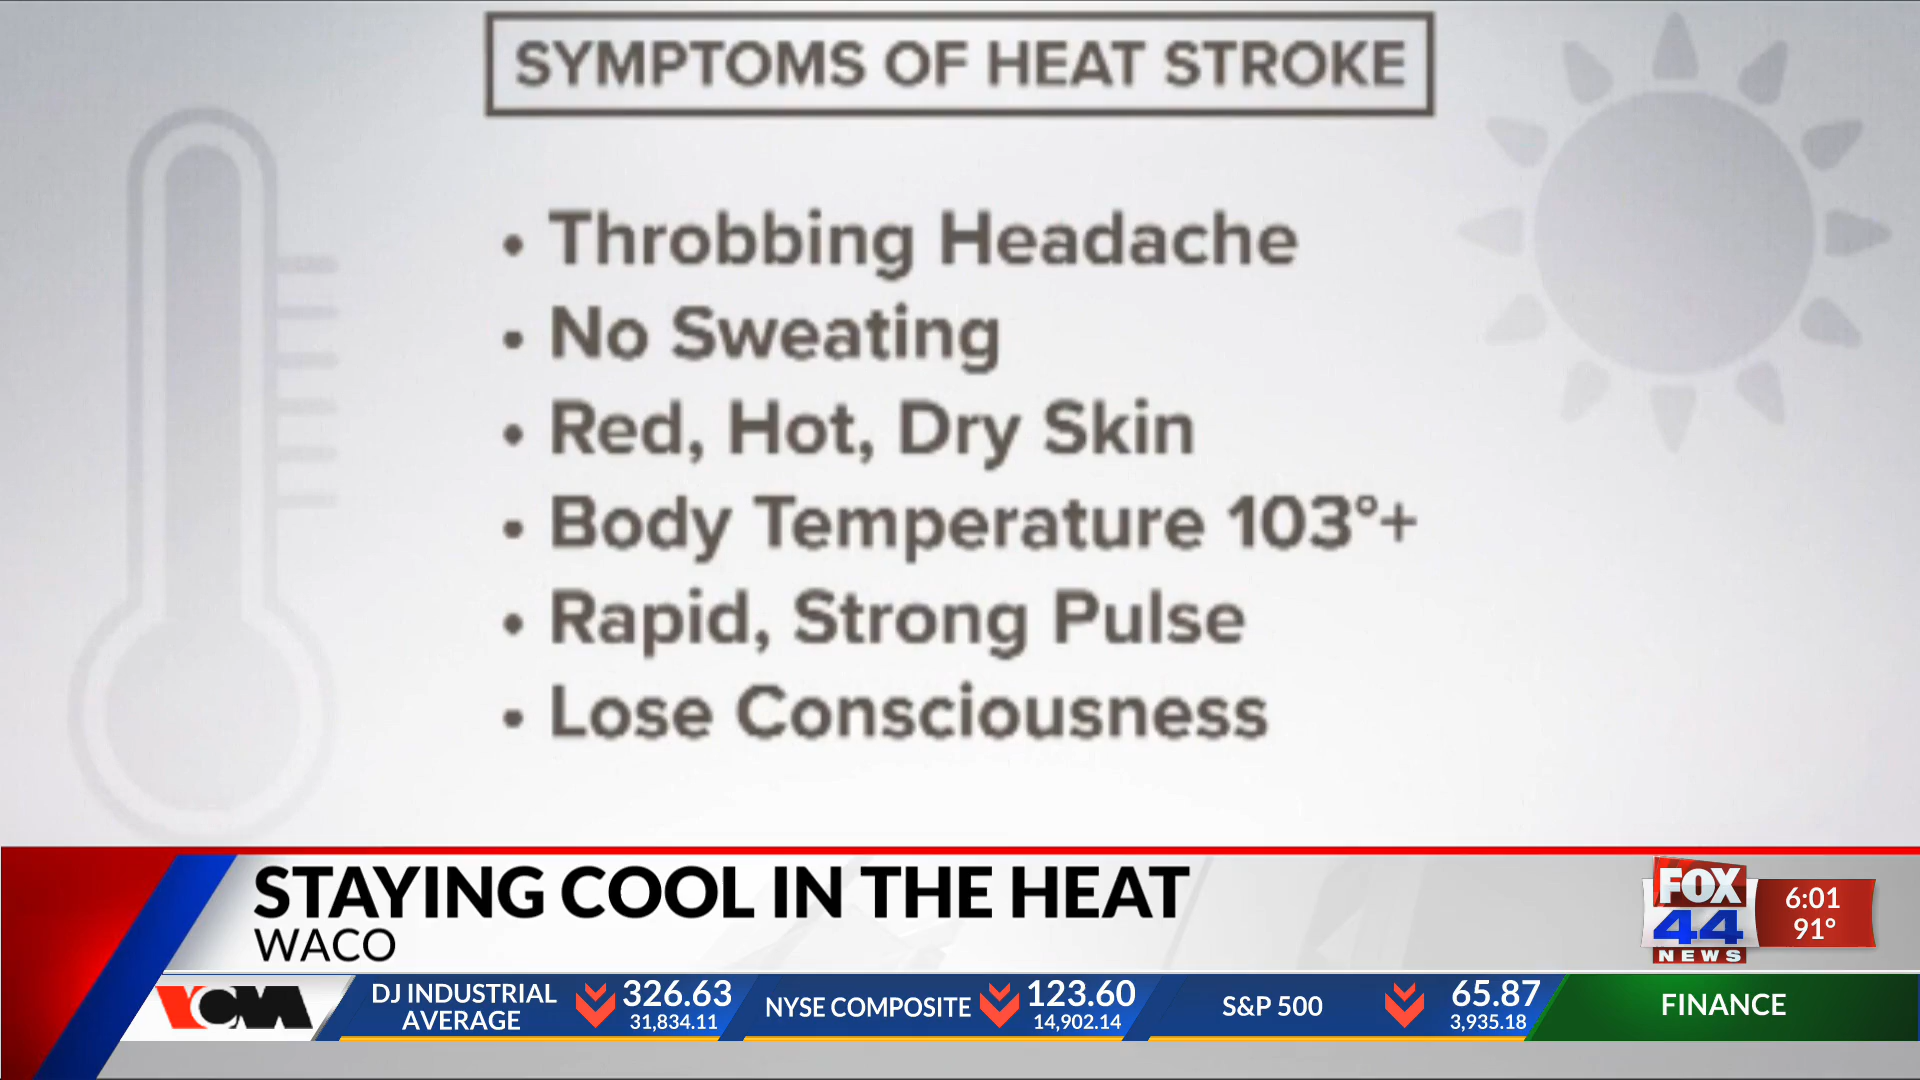 SYMPTOMS OF HEAT STROKE
• Throbbing Headache
• No Sweating
• Red, Hot, Dry Skin
• Body Temperature 103°+
• Rapid, Strong Pulse
• Lose Consciousness
STAYING COOL IN THE HEAT
WACO
FOX
44
NEWS
6:01
91°
DJ INDUSTRIAL
AVERAGE
326.63
31,834.11
NYSE COMPOSITE
123.60
14,902.14
S&P 500
65.87
3,935.18
FINANCE